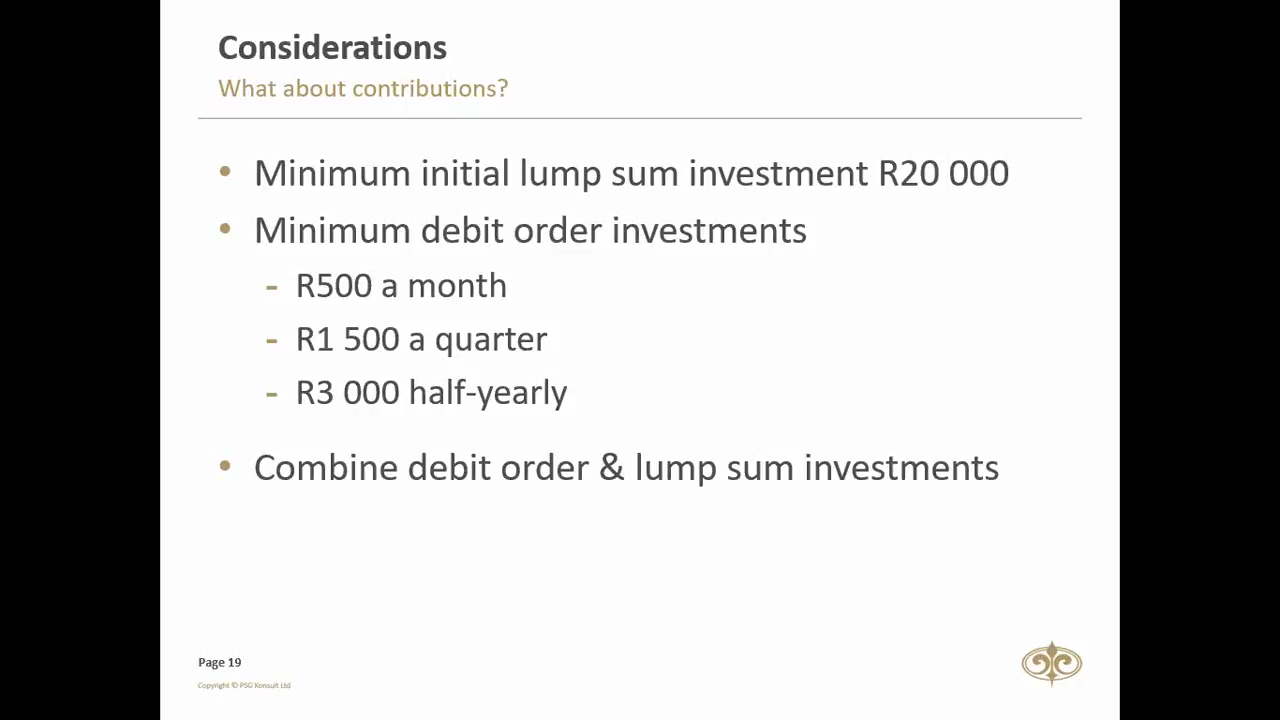 Considerations
What about contributions?
• Minimum initial lump sum investment R20 000
• Minimum debit order investments
- R500 a month
- R1 500 a quarter
- R3 000 half-yearly
• Combine debit order & lump sum investments
Page 19
Copyright © PSG Konsult Ltd